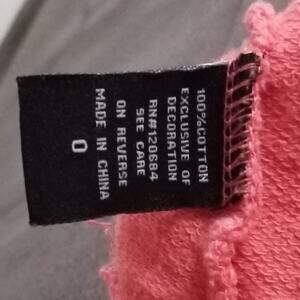 100%COTTON
EXCLUSIVE OF
DECORATION
RN#120684
SEE CARE
ON REVERSE
MADE IN CHINA
0